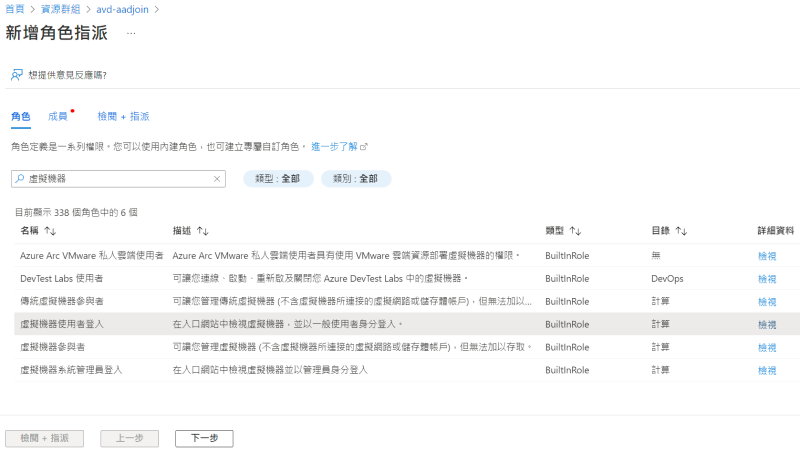 首頁 > 資源群組 > avd-aadjoin >
新增角色指派 ...
想提供意見反應嗎?
角色 成員 檢閱 + 指派
角色定義是一系列權限。您可以使用內建角色，也可建立專屬自訂角色。 進一步了解
虛擬機器
類型 : 全部 類別 : 全部
目前顯示 338 個角色中的 6 個
名稱 ↑↓ 描述 ↑↓ 類型 ↑↓ 目錄 ↑↓ 詳細資料
Azure Arc VMware 私人雲端使用者 Azure Arc VMware 私人雲端使用者具有使用 VMware 雲端資源部署虛擬機器的權限。 BuiltInRole 無 檢視
DevTest Labs 使用者 可讓您連線、啟動、重新啟及關閉您 Azure DevTest Labs 中的虛擬機器。 BuiltInRole DevOps 檢視
傳統虛擬機器參與者 可讓您管理傳統虛擬機器 (不含虛擬機器所連接的虛擬網路或儲存體帳戶)，但無法加以... BuiltInRole 計算 檢視
虛擬機器使用者登入 在入口網站中檢視虛擬機器，並以一般使用者身分登入。 BuiltInRole 計算 檢視
虛擬機器參與者 可讓您管理虛擬機器 (不含虛擬機器所連接的虛擬網路或儲存體帳戶)，但無法加以存取。 BuiltInRole 計算 檢視
虛擬機器系統管理員登入 在入口網站中檢視虛擬機器並以管理員身分登入 BuiltInRole 計算 檢視
檢閱 + 指派 上一步 下一步